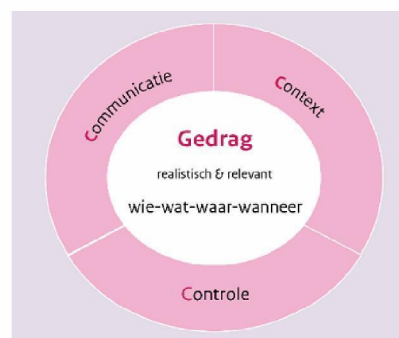 Communicatie
Context
Gedrag
realistisch & relevant
wie-wat-waar-wanneer
Controle